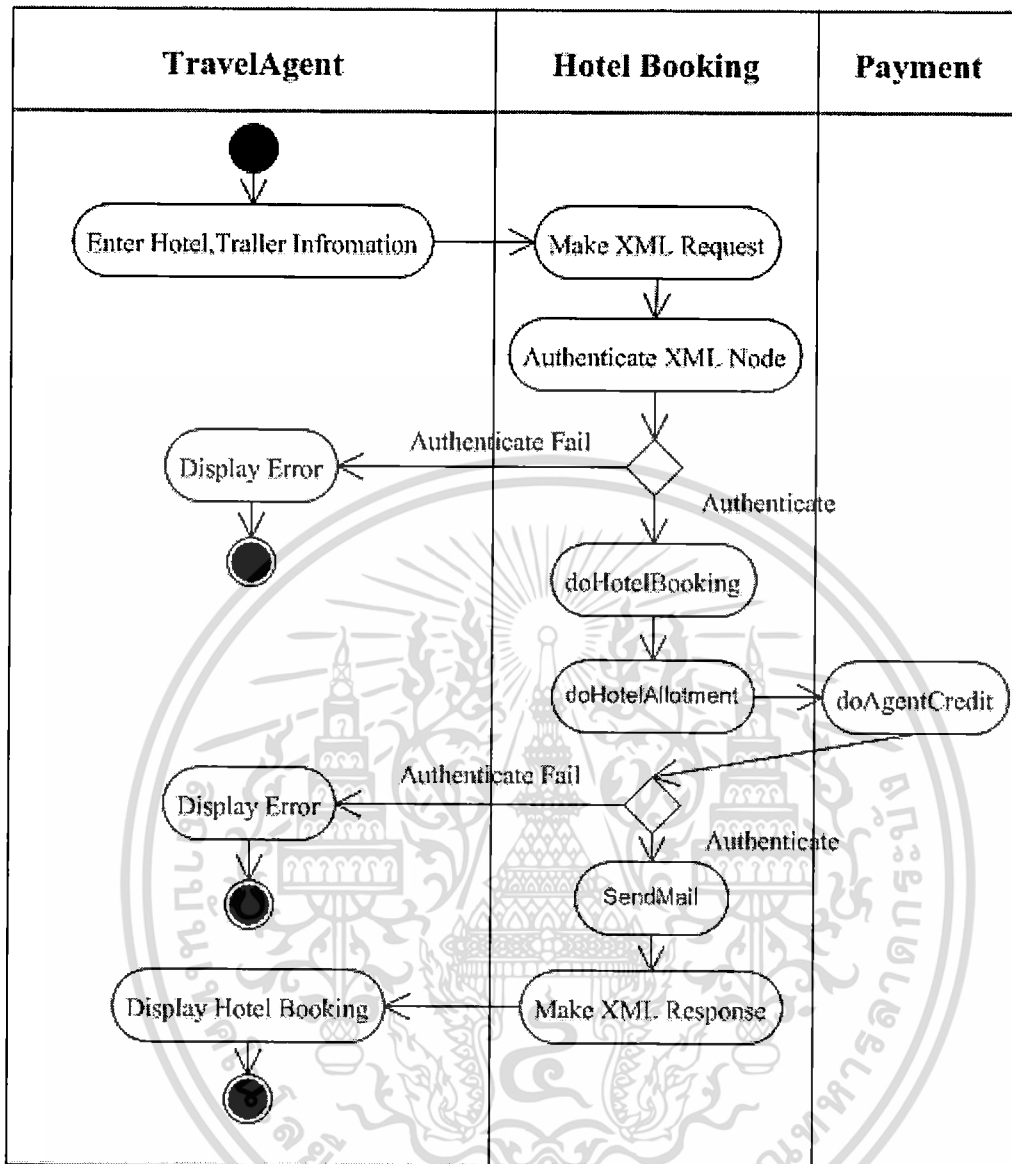 TravelAgent
Hotel Booking
Payment
Enter Hotel,Traller Infromation
Make XML Request
Authenticate XML Node
Authenticate Fail
Display Error
Authenticate
doHotelBooking
doHotelAllotment
doAgentCredit
Authenticate Fail
Display Error
Authenticate
SendMail
Display Hotel Booking
Make XML Response